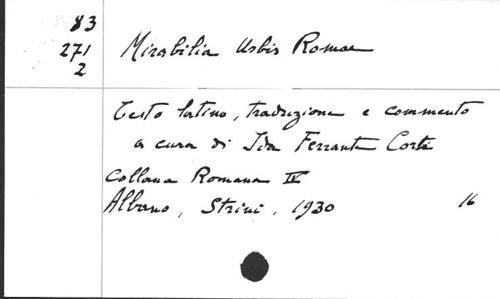 83
271
2
Mirabilia Urbis Romae
Testo latino, traduzione e commento
a cura di Ida Ferrante Corti
Collana Romana IV
Albano, Strini, 1930
16